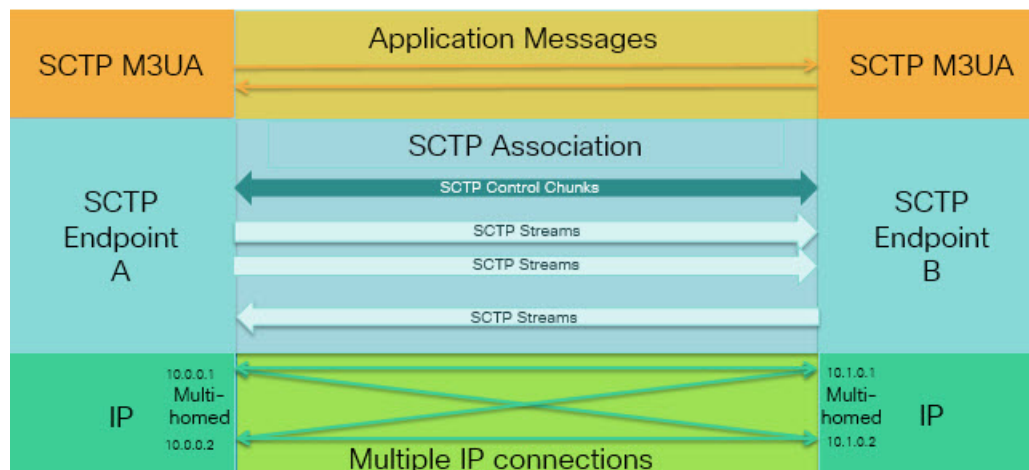 Application Messages
SCTP M3UA
SCTP M3UA
SCTP Association
SCTP Control Chunks
SCTP
Endpoint
A
SCTP Streams
SCTP Streams
SCTP Streams
SCTP
Endpoint
B
10.0.0.1
Multi-
homed
10.0.0.2
IP
10.1.0.1
Multi-
homed
10.1.0.2
IP
Multiple IP connections